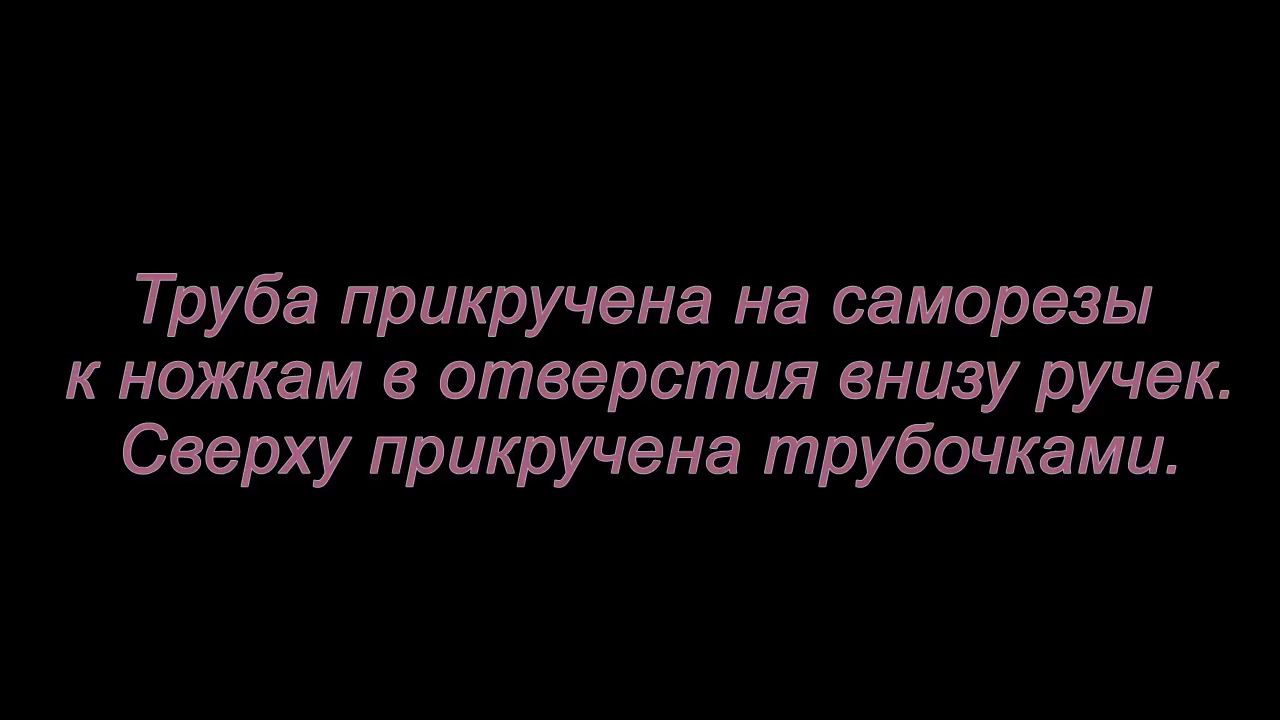 Труба прикручена на саморезы
к ножкам в отверстия внизу ручек.
Сверху прикручена трубочками.